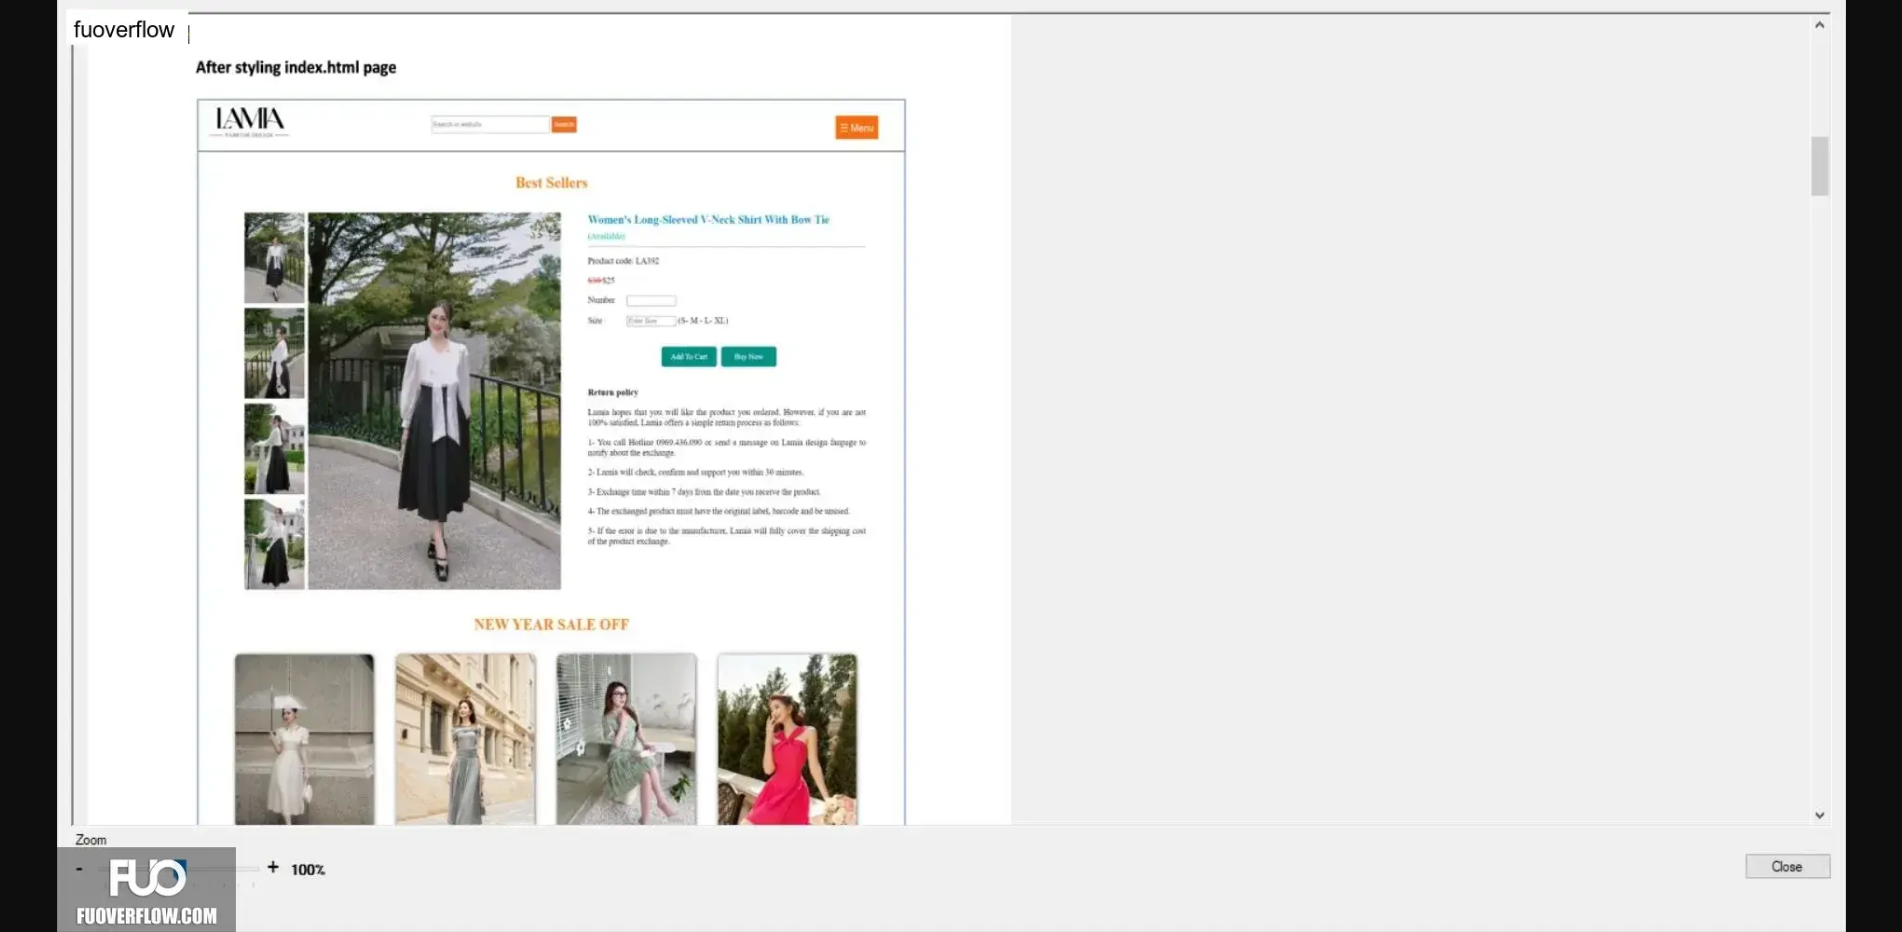 fuoverflow
After styling index.html page
LAMIA
Search in website Search
☰ Menu
Best Sellers
Women's Long-Sleeved V-Neck Shirt With Bow Tie
(Available)
Product code: LA392
$30 $25
Number
Size Enter Size (S- M - L- XL)
Add To Cart Buy Now
Return policy
Lamia hopes that you will like the product you ordered. However, if you are not
100% satisfied, Lamia offers a simple return process as follows:
1- You call Hotline 0969.436.090 or send a message on Lamia design fanpage to
notify about the exchange.
2- Lamia will check, confirm and support you within 30 minutes.
3- Exchange time within 7 days from the date you receive the product.
4- The exchanged product must have the original label, barcode and be unused.
5- If the error is due to the manufacturer, Lamia will fully cover the shipping cost
of the product exchange.
NEW YEAR SALE OFF
Zoom
- + 100%
Close
FUO
FUOVERFLOW.COM